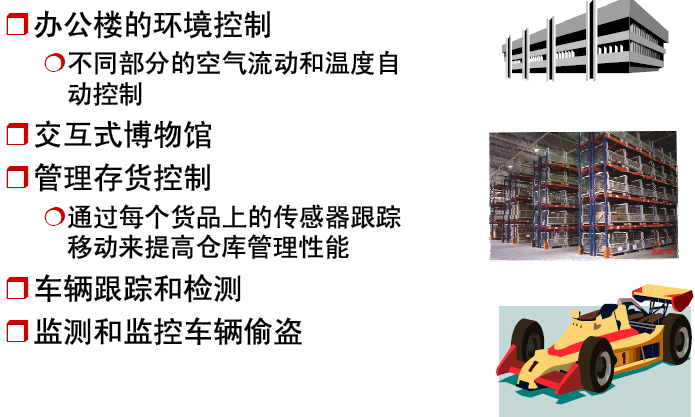 办公楼的环境控制
不同部分的空气流动和温度自
动控制
交互式博物馆
管理存货控制
通过每个货品上的传感器跟踪
移动来提高仓库管理性能
车辆跟踪和检测
监测和监控车辆偷盗